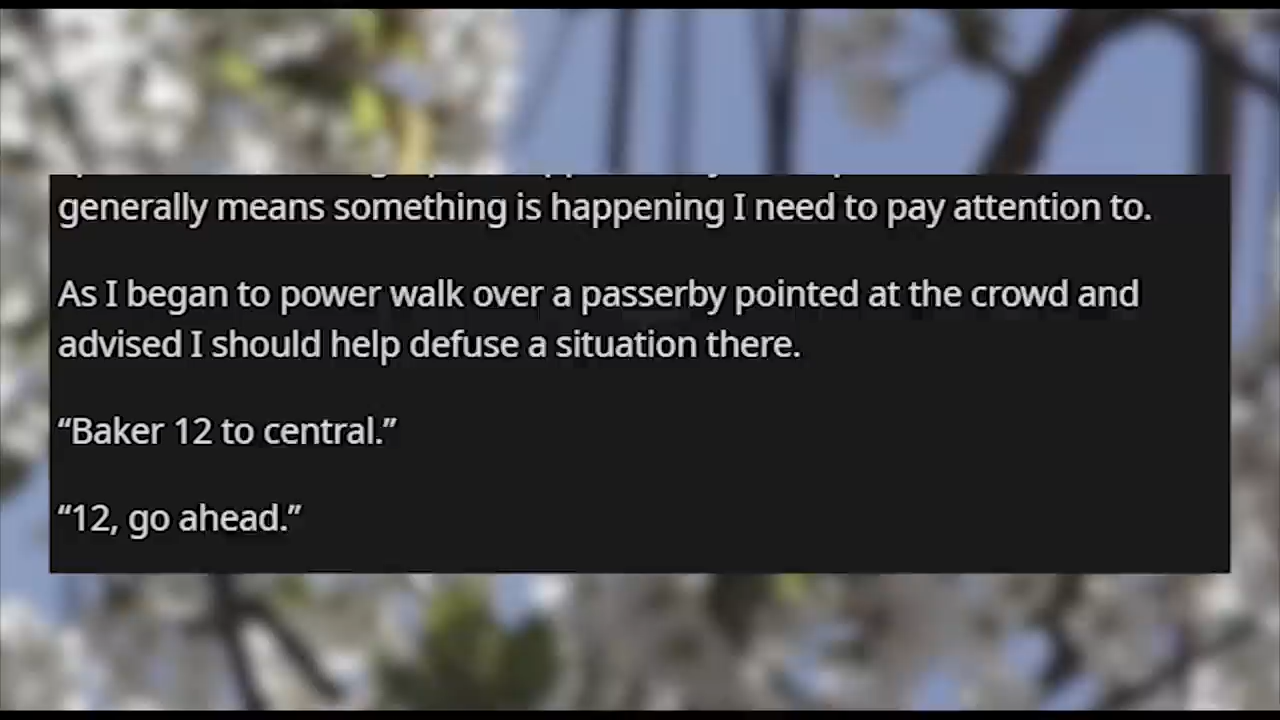 generally means something is happening I need to pay attention to.
As I began to power walk over a passerby pointed at the crowd and
advised I should help defuse a situation there.
“Baker 12 to central.”
“12, go ahead.”